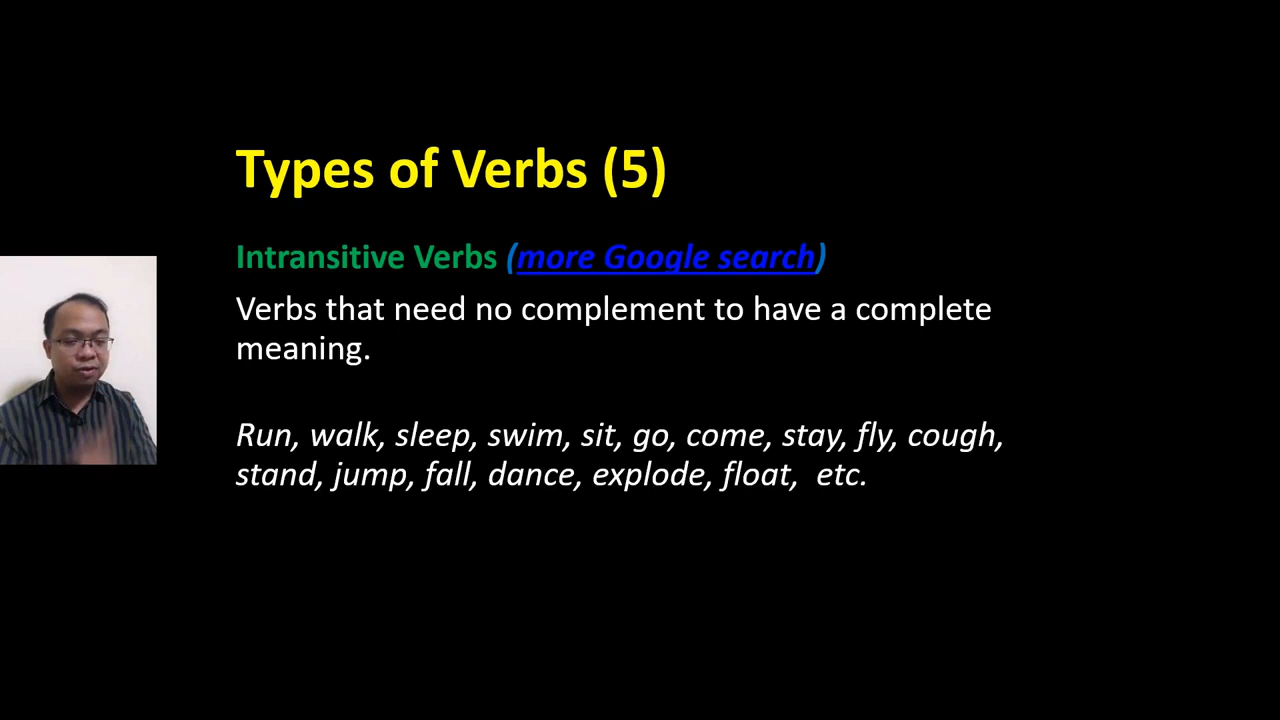 Types of Verbs (5)
Intransitive Verbs (more Google search)
Verbs that need no complement to have a complete
meaning.
Run, walk, sleep, swim, sit, go, come, stay, fly, cough,
stand, jump, fall, dance, explode, float,  etc.